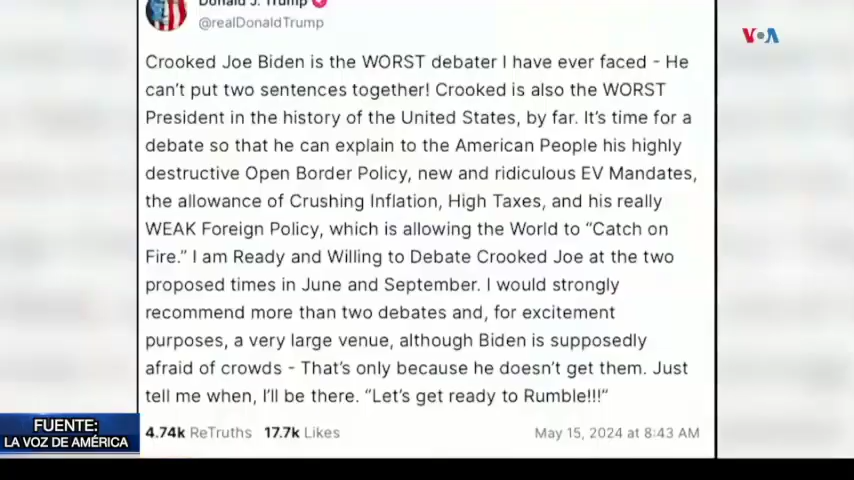 Donald J. Trump
@realDonaldTrump
VOA
Crooked Joe Biden is the WORST debater I have ever faced - He
can't put two sentences together! Crooked is also the WORST
President in the history of the United States, by far. It's time for a
debate so that he can explain to the American People his highly
destructive Open Border Policy, new and ridiculous EV Mandates,
the allowance of Crushing Inflation, High Taxes, and his really
WEAK Foreign Policy, which is allowing the World to “Catch on
Fire.” I am Ready and Willing to Debate Crooked Joe at the two
proposed times in June and September. I would strongly
recommend more than two debates and, for excitement
purposes, a very large venue, although Biden is supposedly
afraid of crowds - That's only because he doesn't get them. Just
tell me when, I'll be there. “Let's get ready to Rumble!!!“
4.74k ReTruths 17.7k Likes May 15, 2024 at 8:43 AM
FUENTE:
LA VOZ DE AMÉRICA